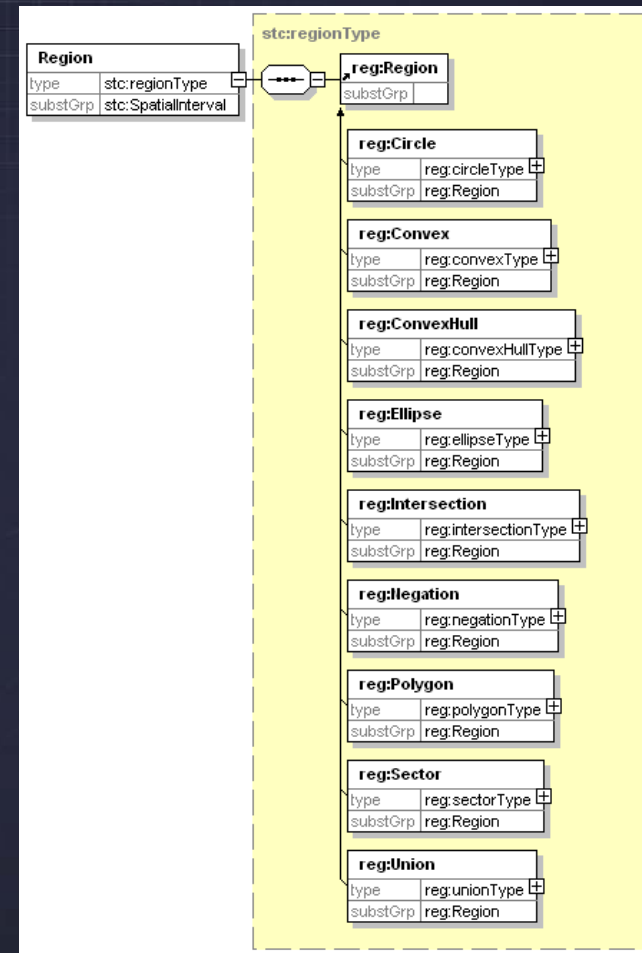 stc:regionType
Region
type stc:regionType
substGrp stc:SpatialInterval
reg:Region
substGrp
reg:Circle
type reg:circleType
substGrp reg:Region
reg:Convex
type reg:convexType
substGrp reg:Region
reg:ConvexHull
type reg:convexHullType
substGrp reg:Region
reg:Ellipse
type reg:ellipseType
substGrp reg:Region
reg:Intersection
type reg:intersectionType
substGrp reg:Region
reg:Negation
type reg:negationType
substGrp reg:Region
reg:Polygon
type reg:polygonType
substGrp reg:Region
reg:Sector
type reg:sectorType
substGrp reg:Region
reg:Union
type reg:unionType
substGrp reg:Region